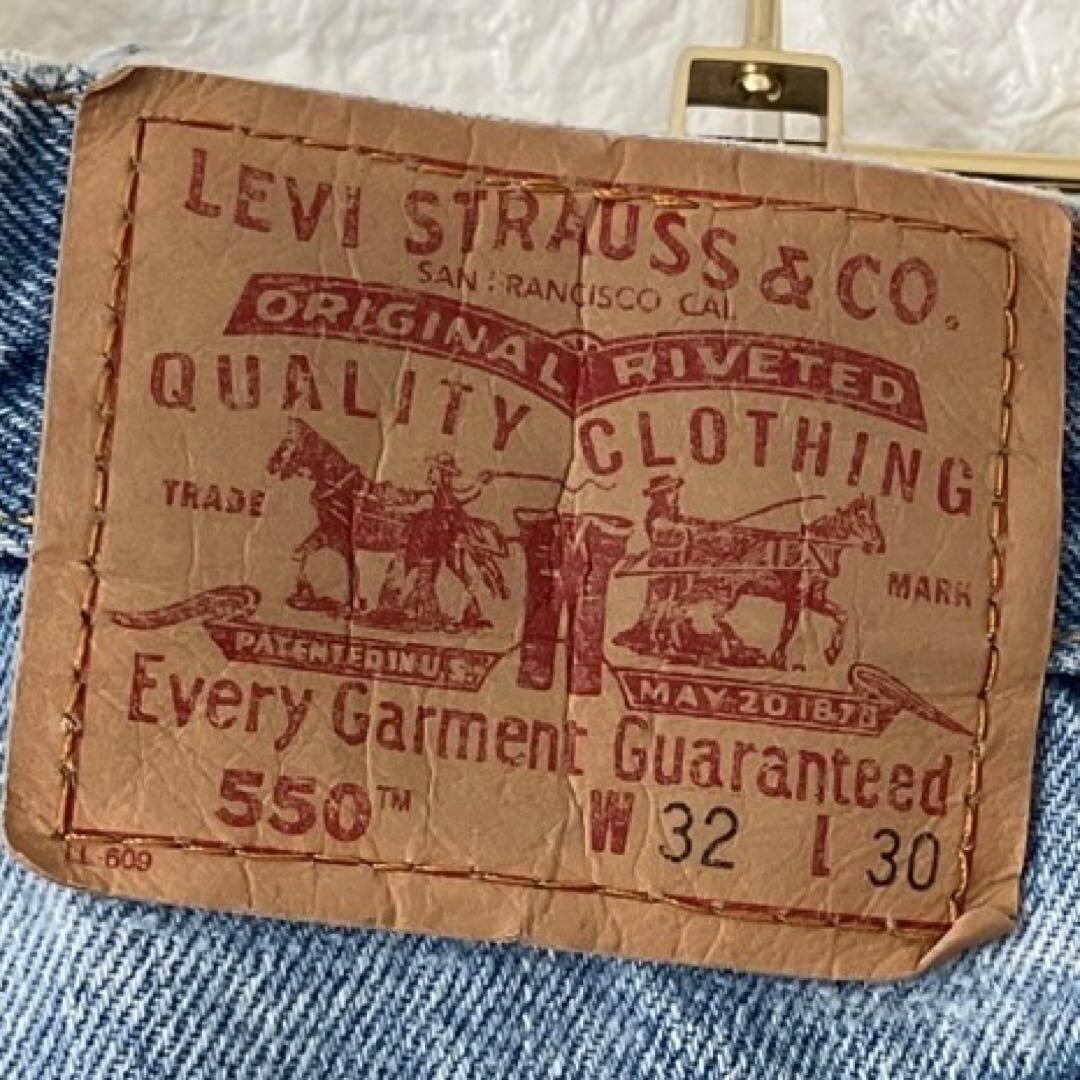 LEVI STRAUSS & CO.
SAN FRANCISCO CAL.
ORIGINAL RIVETED
QUALITY CLOTHING
TRADE MARK
PATENTED IN U.S.
MAY 20 1873
Every Garment Guaranteed
550™ W 32 L 30
LL-609